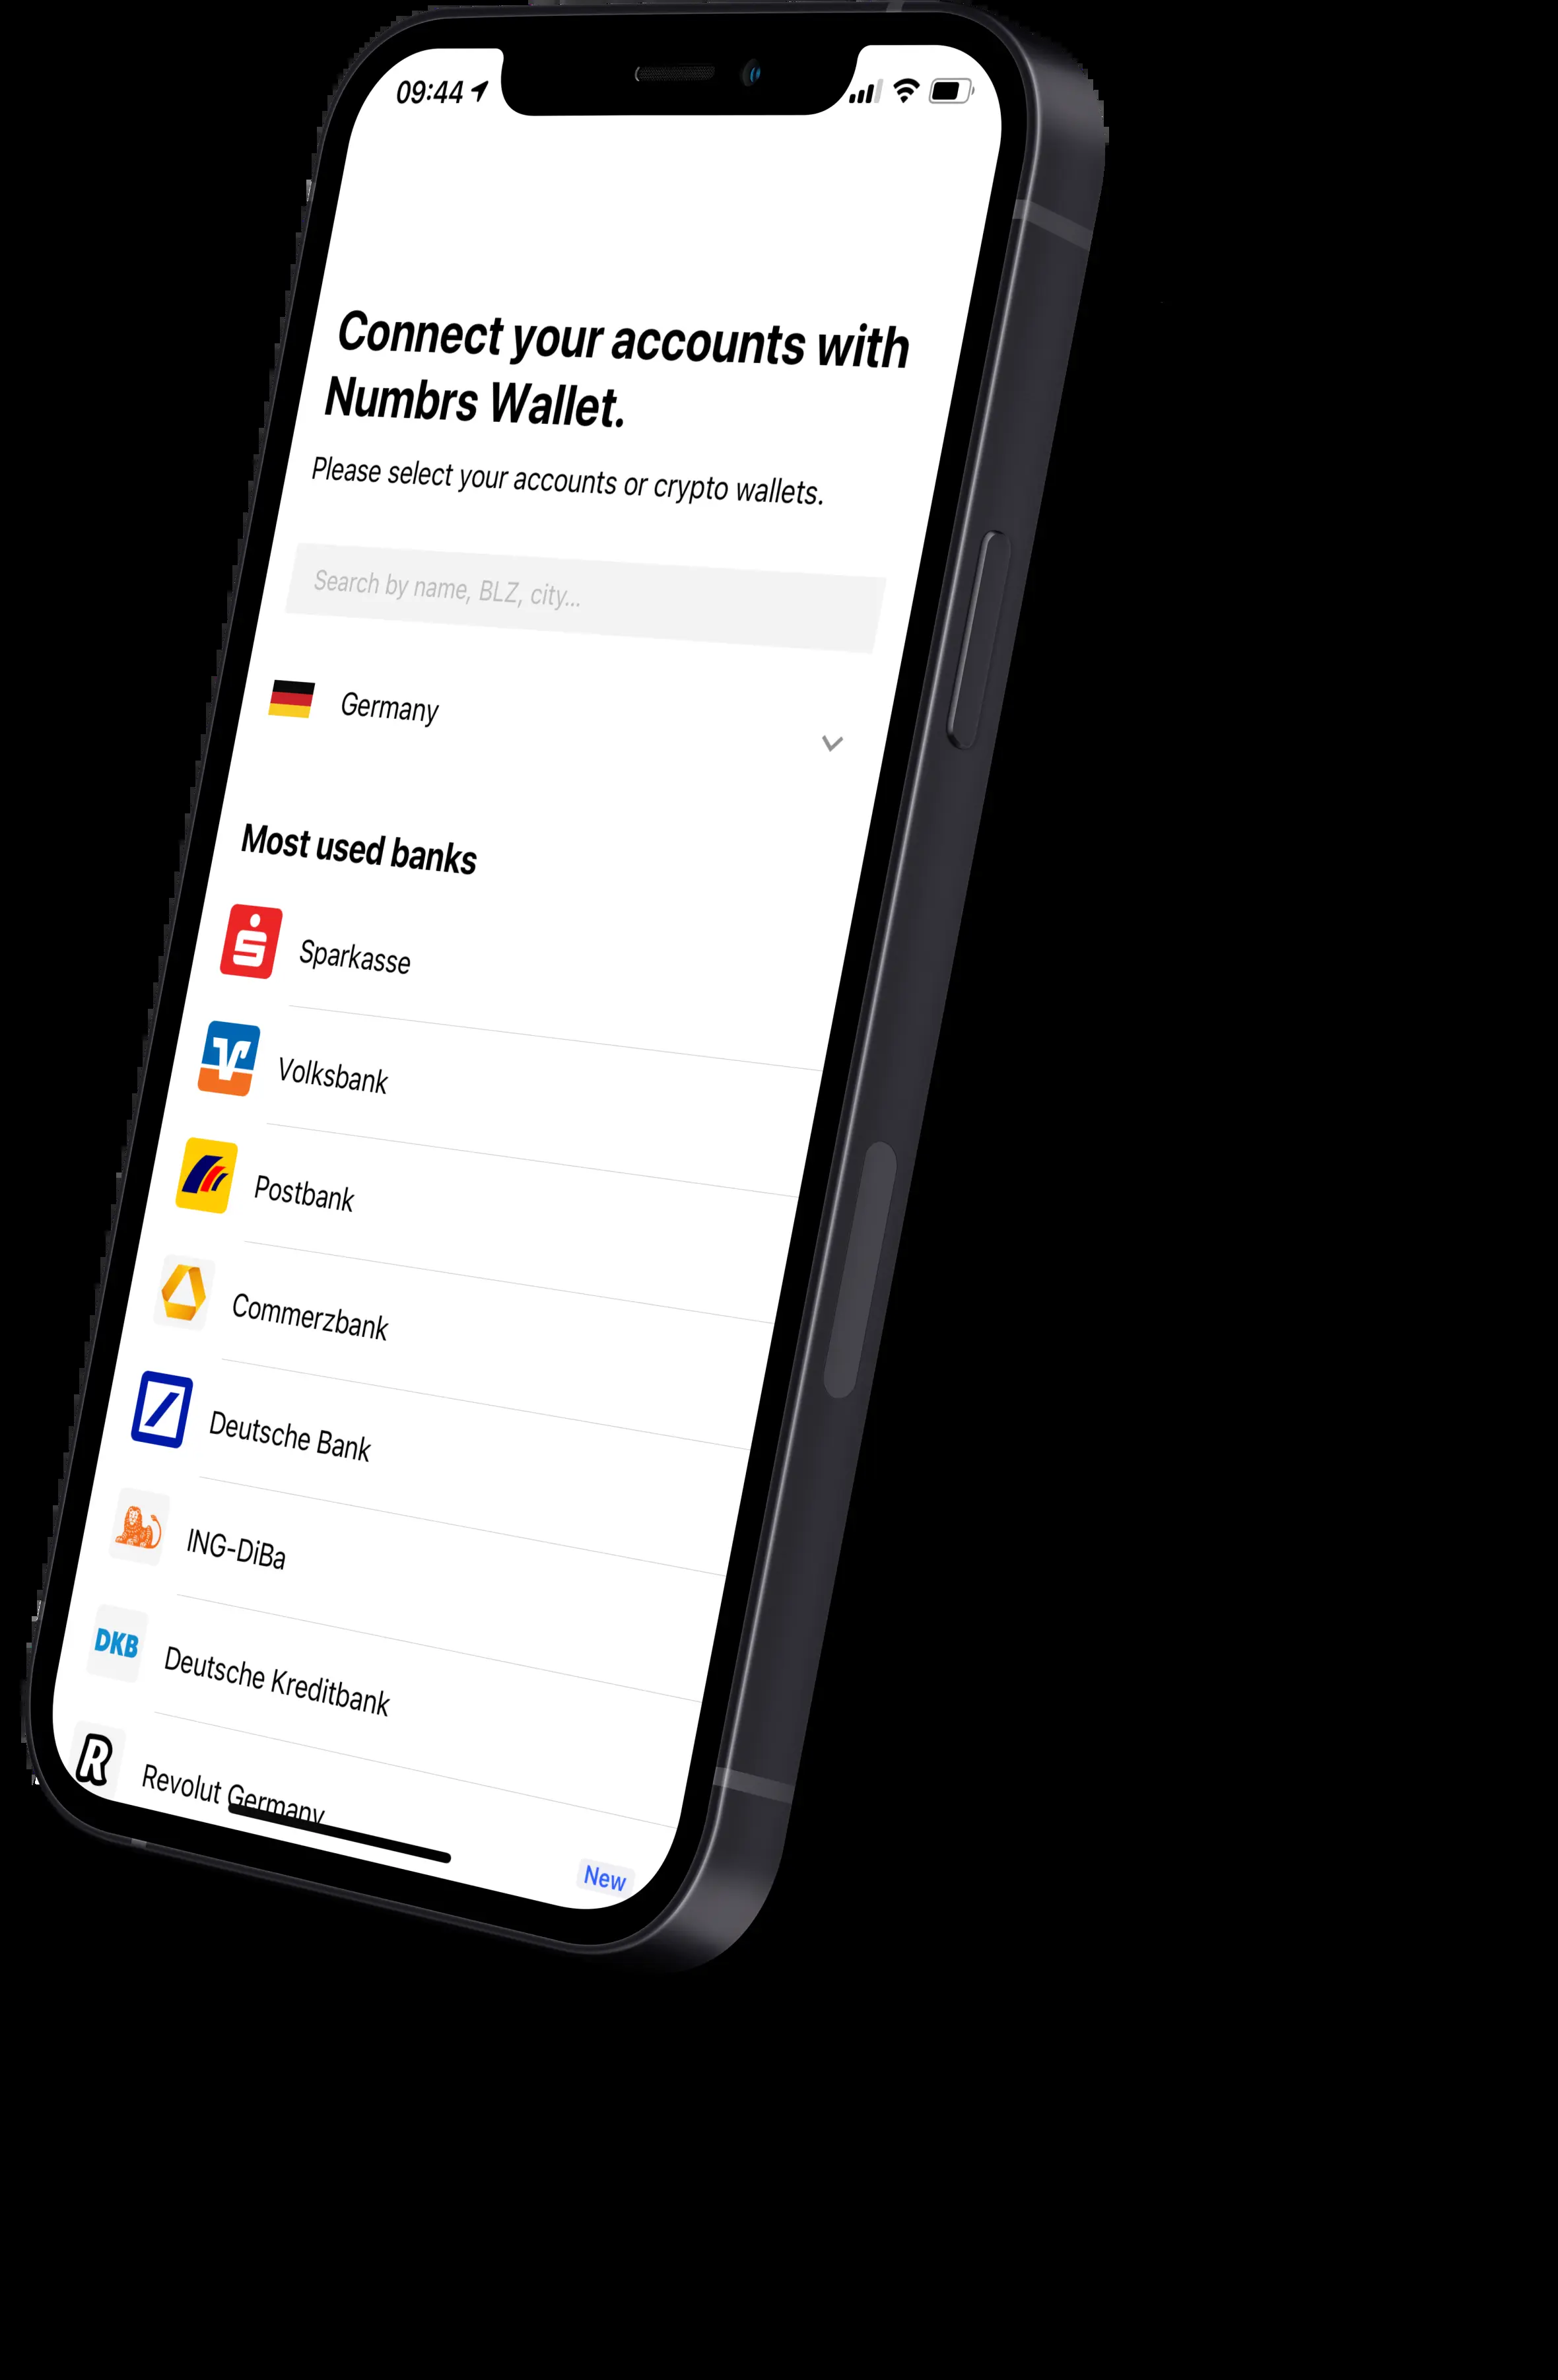 09:44
Connect your accounts with
Numbrs Wallet.
Please select your accounts or crypto wallets.
Search by name, BLZ, city...
Germany
Most used banks
Sparkasse
Volksbank
Postbank
Commerzbank
Deutsche Bank
ING-DiBa
DKB
Deutsche Kreditbank
R
Revolut Germany
New